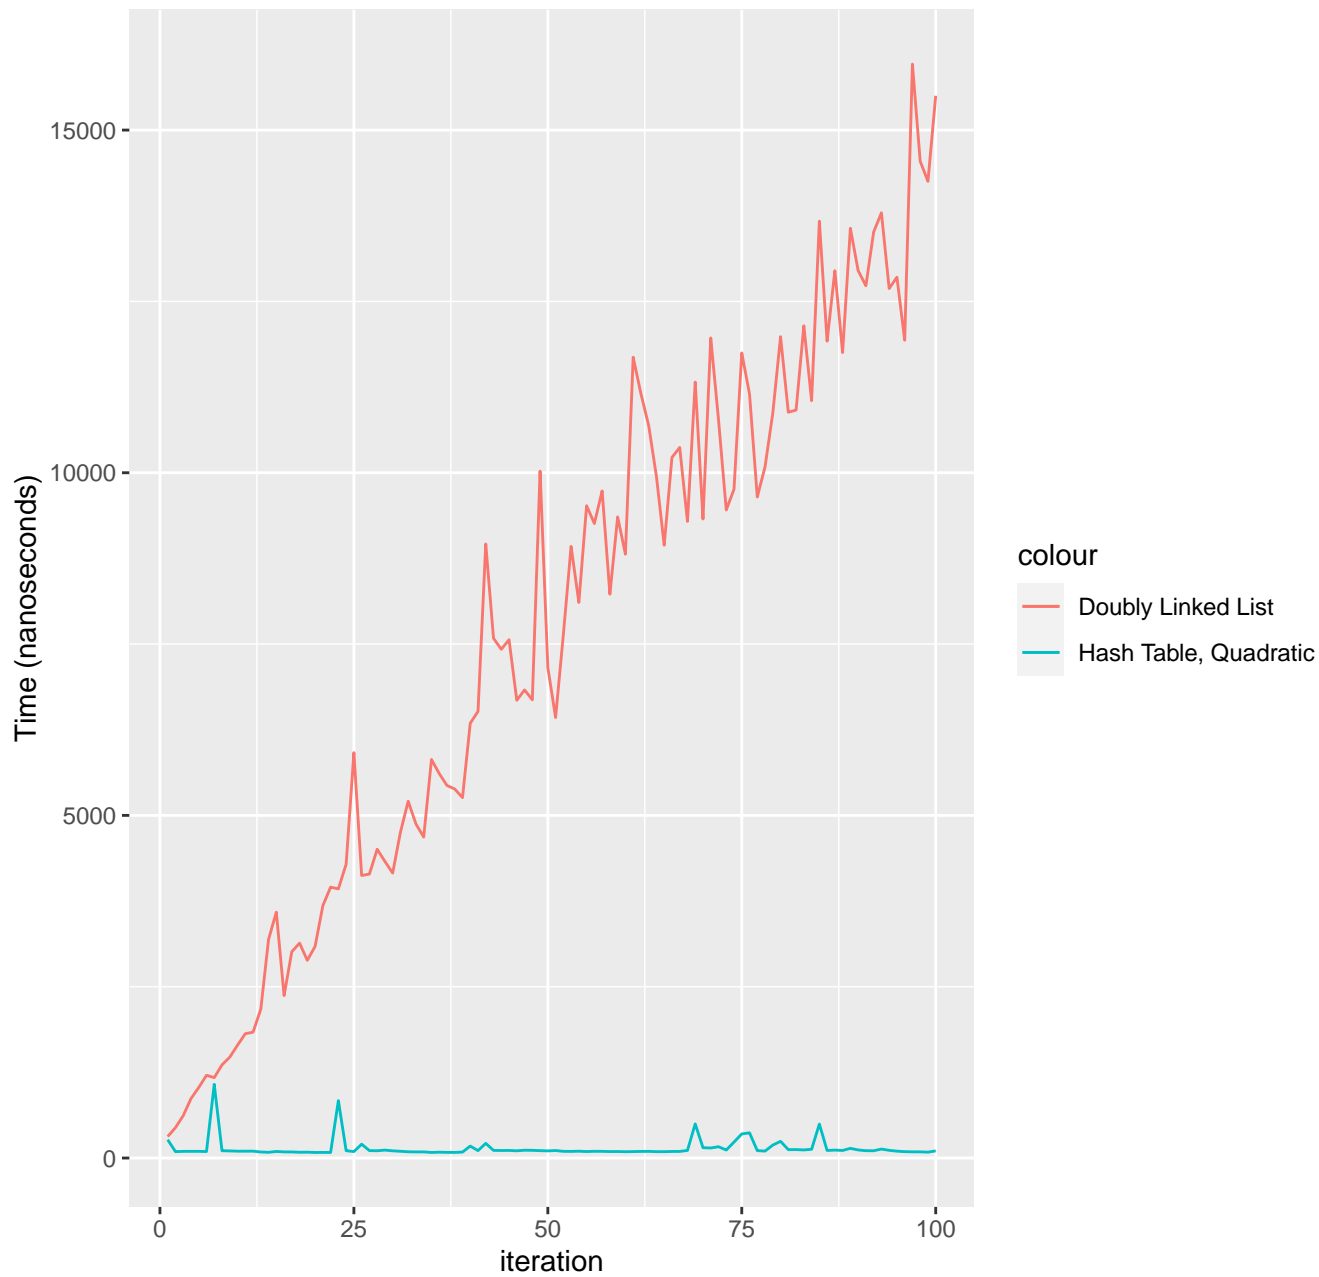 Time (nanoseconds)
15000
10000
5000
0
0 25 50 75 100
iteration
colour
Doubly Linked List
Hash Table, Quadratic